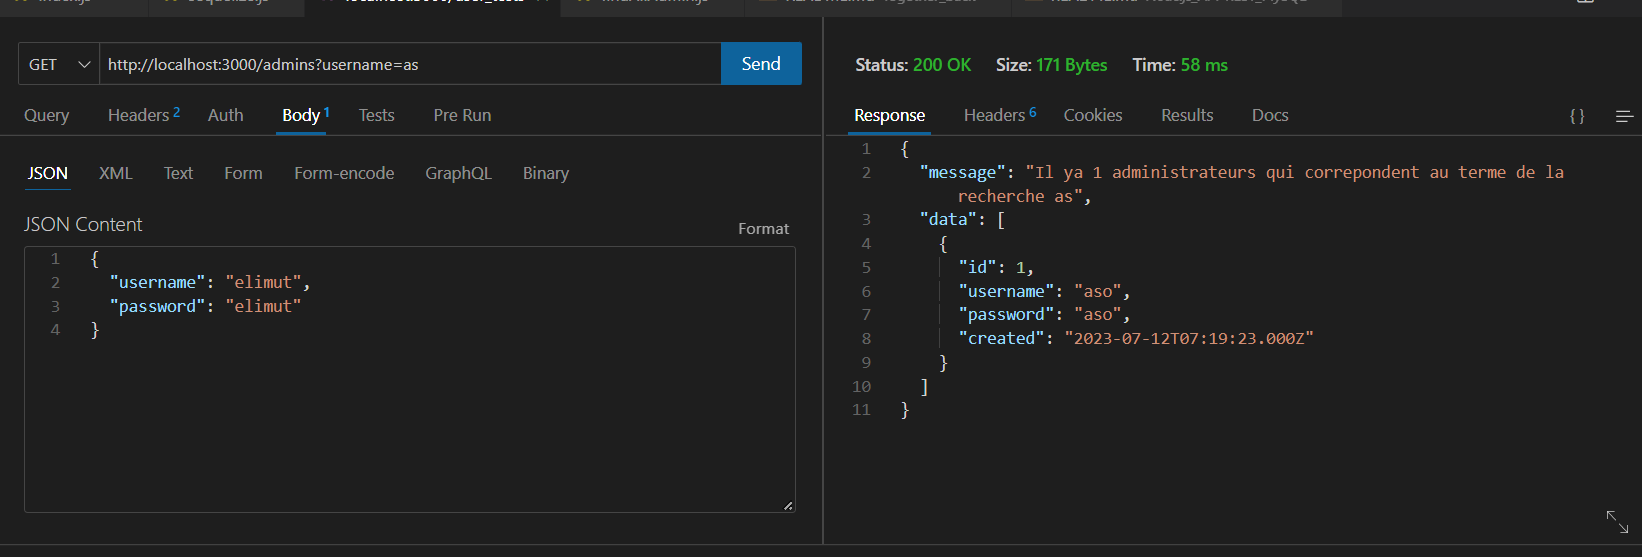 GET
http://localhost:3000/admins?username=as
Send
Query
Headers 2
Auth
Body 1
Tests
Pre Run
JSON
XML
Text
Form
Form-encode
GraphQL
Binary
JSON Content
Format
1 {
2 "username": "elimut",
3 "password": "elimut"
4 }
Status: 200 OK
Size: 171 Bytes
Time: 58 ms
Response
Headers 6
Cookies
Results
Docs
{}
1 {
2 "message": "Il ya 1 administrateurs qui correpondent au terme de la
recherche as",
3 "data": [
4 {
5 "id": 1,
6 "username": "aso",
7 "password": "aso",
8 "created": "2023-07-12T07:19:23.000Z"
9 }
10 ]
11 }